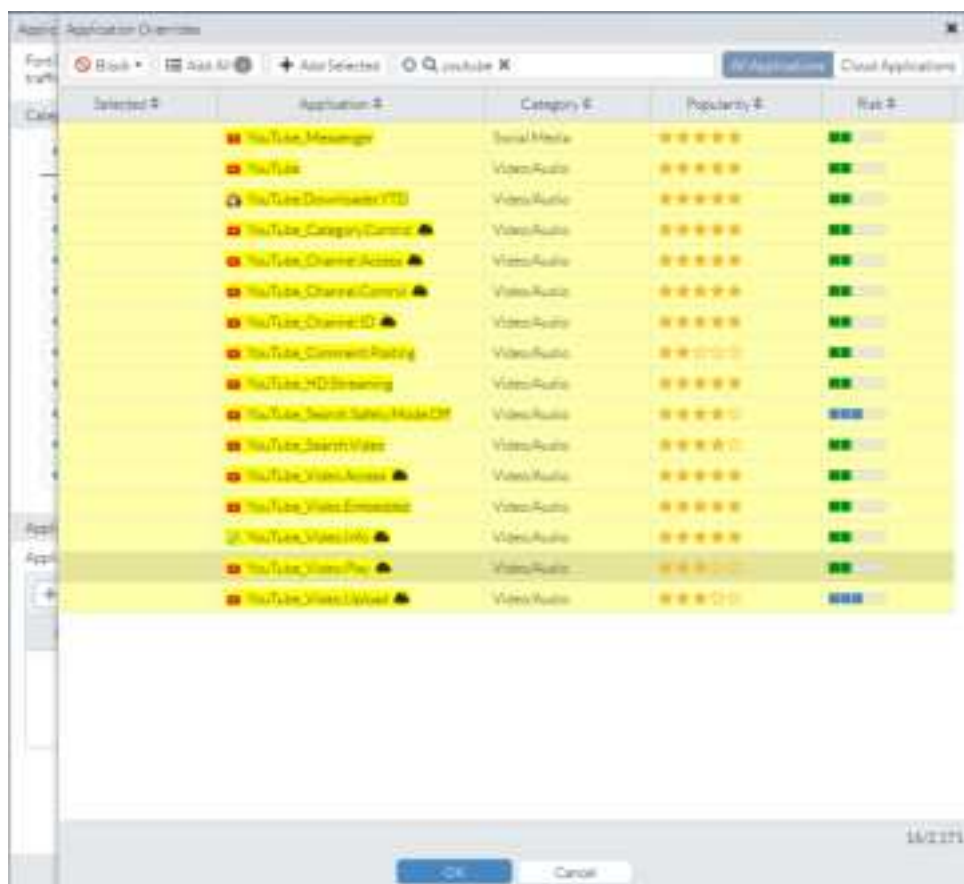 Application Overrides
Block
Add All
Add Selected
youtube
All Applications
Cloud Applications
Selected
Application
Category
Popularity
Risk
YouTube_Messenger Social Media
YouTube Video/Audio
YouTube.Downloader.YTD Video/Audio
YouTube_Category.Control Video/Audio
YouTube_Channel.Access Video/Audio
YouTube_Channel.Control Video/Audio
YouTube_Channel.ID Video/Audio
YouTube_Comment.Posting Video/Audio
YouTube_HD.Streaming Video/Audio
YouTube_Search.Safety.Mode.Off Video/Audio
YouTube_Search.Video Video/Audio
YouTube_Video.Access Video/Audio
YouTube_Video.Embedded Video/Audio
YouTube_Video.Info Video/Audio
YouTube_Video.Play Video/Audio
YouTube_Video.Upload Video/Audio
OK
Cancel